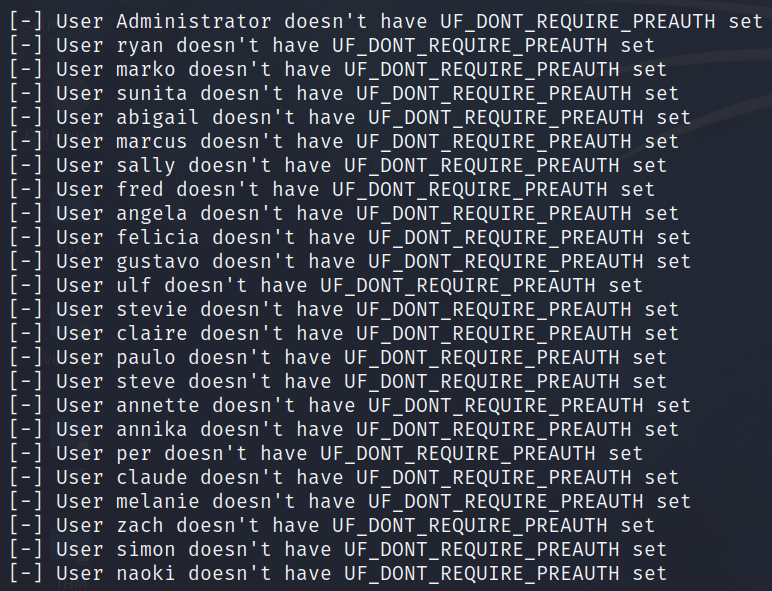 [-] User Administrator doesn't have UF_DONT_REQUIRE_PREAUTH set
[-] User ryan doesn't have UF_DONT_REQUIRE_PREAUTH set
[-] User marko doesn't have UF_DONT_REQUIRE_PREAUTH set
[-] User sunita doesn't have UF_DONT_REQUIRE_PREAUTH set
[-] User abigail doesn't have UF_DONT_REQUIRE_PREAUTH set
[-] User marcus doesn't have UF_DONT_REQUIRE_PREAUTH set
[-] User sally doesn't have UF_DONT_REQUIRE_PREAUTH set
[-] User fred doesn't have UF_DONT_REQUIRE_PREAUTH set
[-] User angela doesn't have UF_DONT_REQUIRE_PREAUTH set
[-] User felicia doesn't have UF_DONT_REQUIRE_PREAUTH set
[-] User gustavo doesn't have UF_DONT_REQUIRE_PREAUTH set
[-] User ulf doesn't have UF_DONT_REQUIRE_PREAUTH set
[-] User stevie doesn't have UF_DONT_REQUIRE_PREAUTH set
[-] User claire doesn't have UF_DONT_REQUIRE_PREAUTH set
[-] User paulo doesn't have UF_DONT_REQUIRE_PREAUTH set
[-] User steve doesn't have UF_DONT_REQUIRE_PREAUTH set
[-] User annette doesn't have UF_DONT_REQUIRE_PREAUTH set
[-] User annika doesn't have UF_DONT_REQUIRE_PREAUTH set
[-] User per doesn't have UF_DONT_REQUIRE_PREAUTH set
[-] User claude doesn't have UF_DONT_REQUIRE_PREAUTH set
[-] User melanie doesn't have UF_DONT_REQUIRE_PREAUTH set
[-] User zach doesn't have UF_DONT_REQUIRE_PREAUTH set
[-] User simon doesn't have UF_DONT_REQUIRE_PREAUTH set
[-] User naoki doesn't have UF_DONT_REQUIRE_PREAUTH set